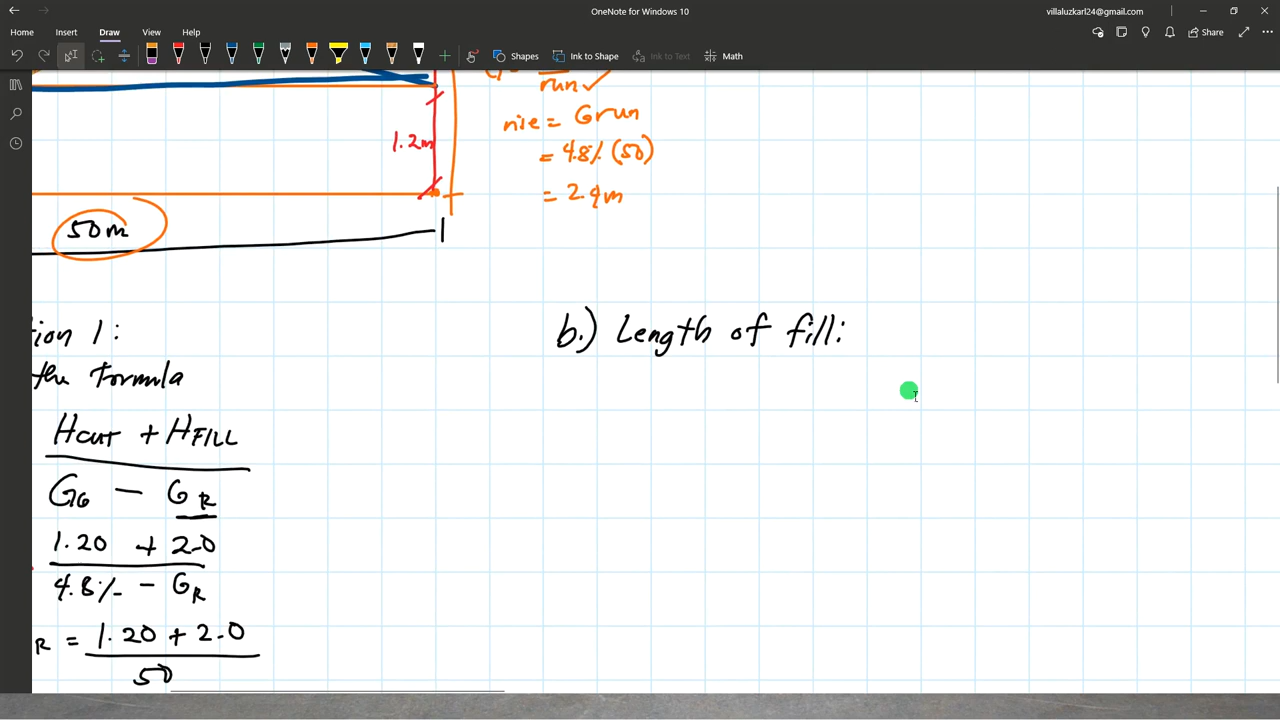 OneNote for Windows 10
villaluzkarl24@gmail.com
Home Insert Draw View Help
Share
Shapes Ink to Shape Ink to Text Math
run
rise = G run
= 4.8% (50)
= 2.4m
1.2m
50m
tion 1:
the formula
HCUT + HFILL
GG - GR
1.20 + 2.0
4.8% - GR
R = 1.20 + 2.0
50
b.) Length of fill: